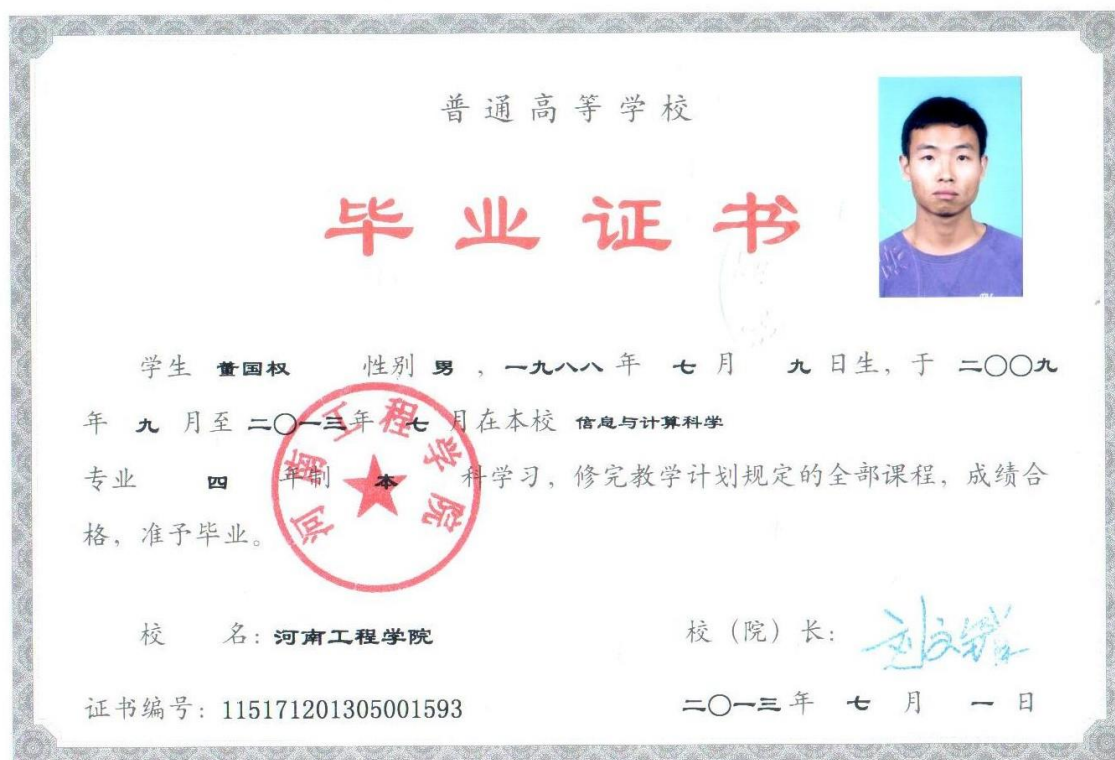 普通高等学校
毕业证书
学生 董国权 性别 男 ，一九八八 年 七 月 九 日生，于 二〇〇九
年 九 月至 二〇一三 年 七 月在本校 信息与计算科学
专业 四 年制 本 科学习，修完教学计划规定的全部课程，成绩合
格，准予毕业。
河南工程学院
校 名：河南工程学院
校（院）长：
证书编号：115171201305001593
二〇一三 年 七 月 一 日